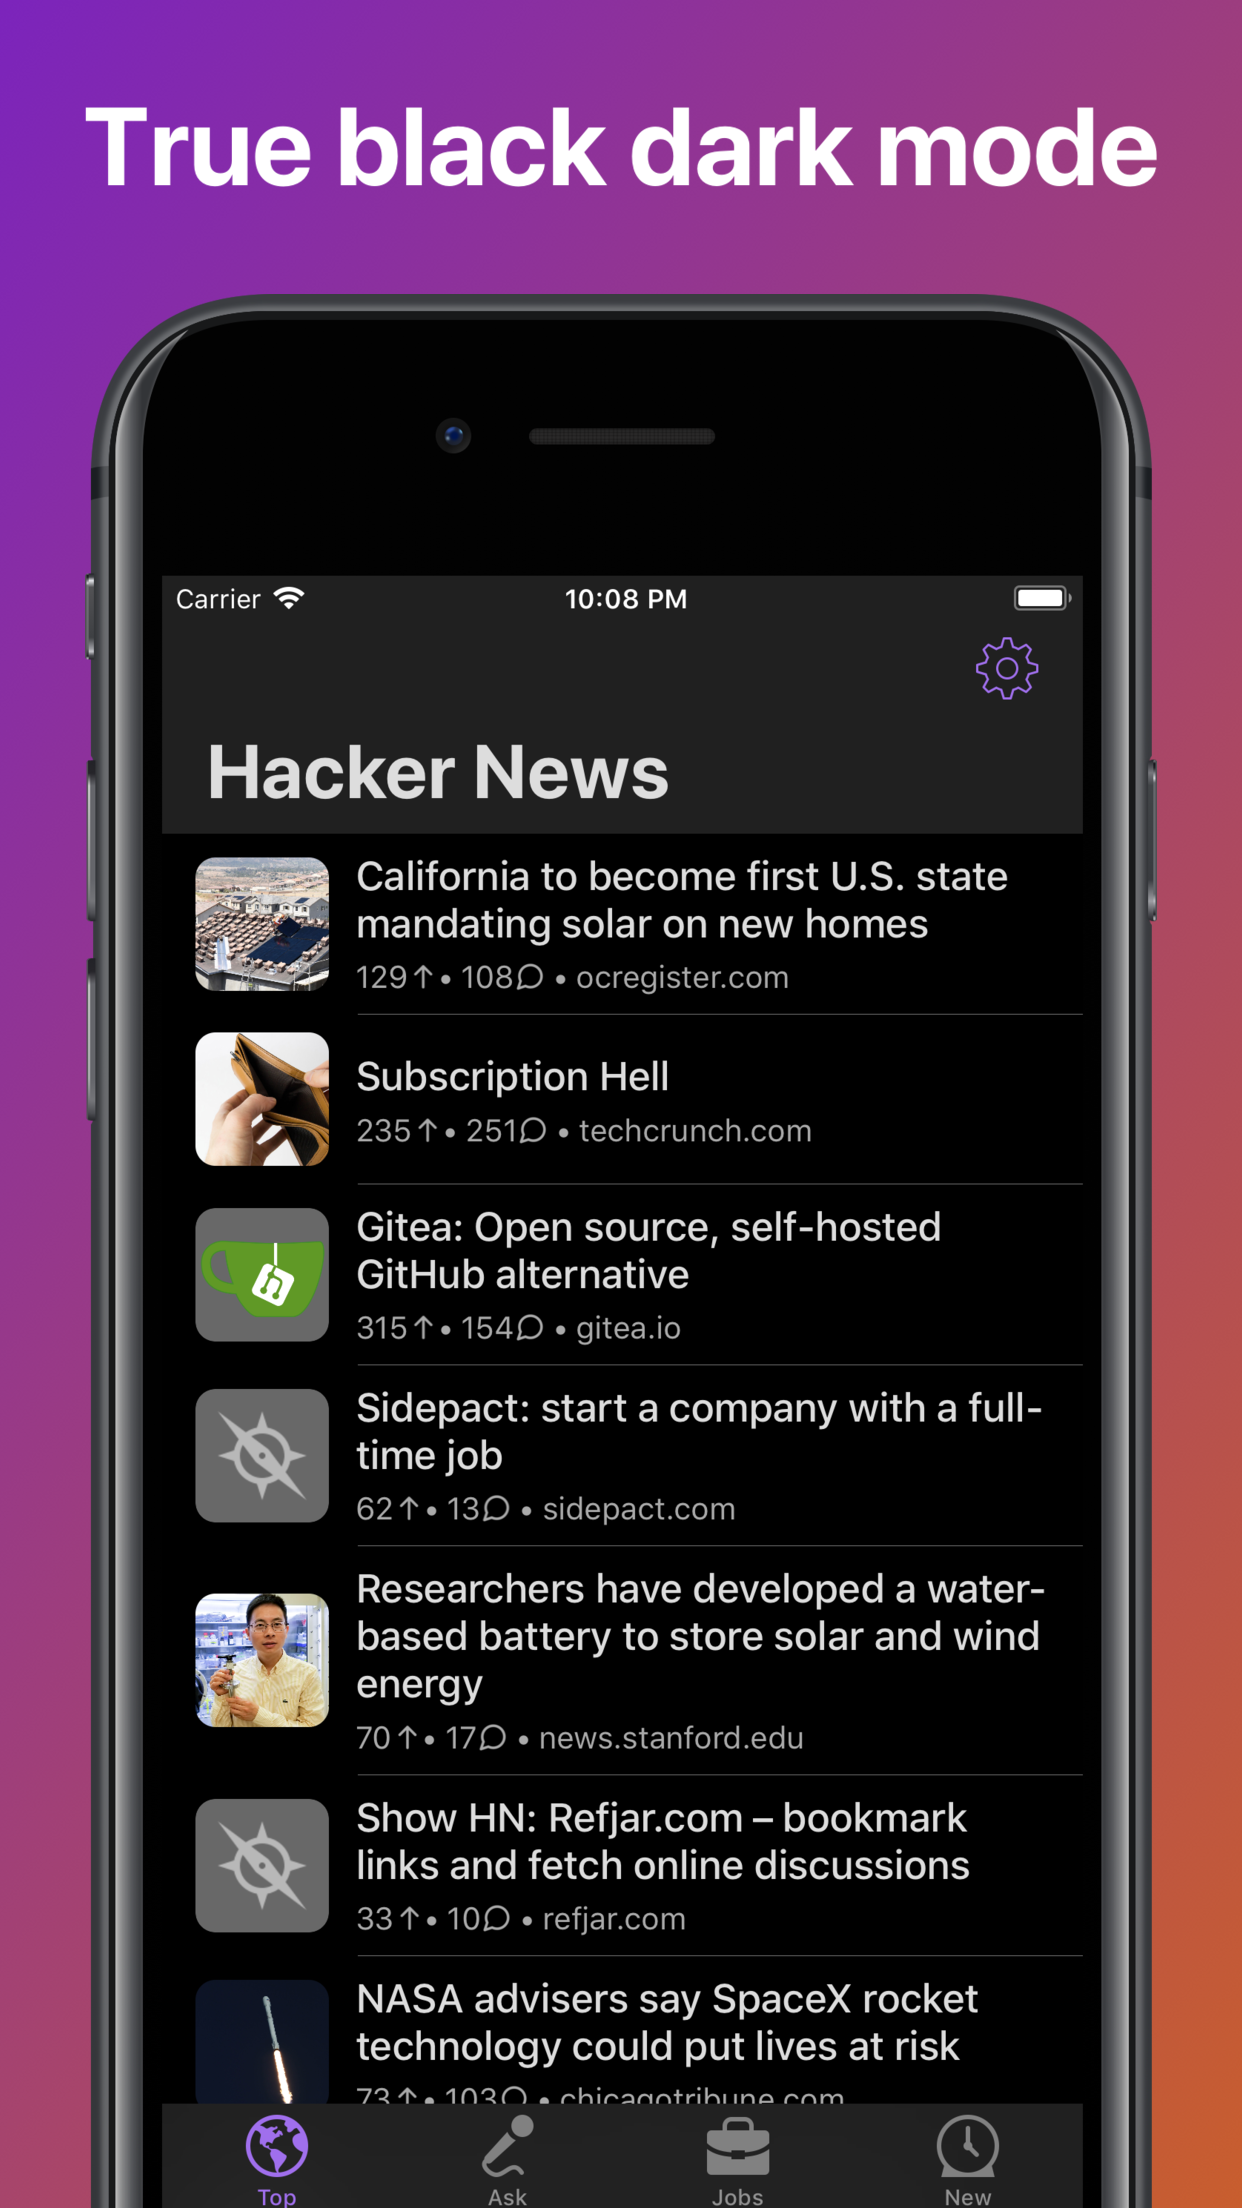 True black dark mode
Carrier 10:08 PM
Hacker News
California to become first U.S. state
mandating solar on new homes
129 ↑ • 108 • ocregister.com
Subscription Hell
235 ↑ • 251 • techcrunch.com
Gitea: Open source, self-hosted
GitHub alternative
315 ↑ • 154 • gitea.io
Sidepact: start a company with a full-
time job
62 ↑ • 13 • sidepact.com
Researchers have developed a water-
based battery to store solar and wind
energy
70 ↑ • 17 • news.stanford.edu
Show HN: Refjar.com – bookmark
links and fetch online discussions
33 ↑ • 10 • refjar.com
NASA advisers say SpaceX rocket
technology could put lives at risk
73 ↑ • 103 • chicagotribune.com
Top Ask Jobs New